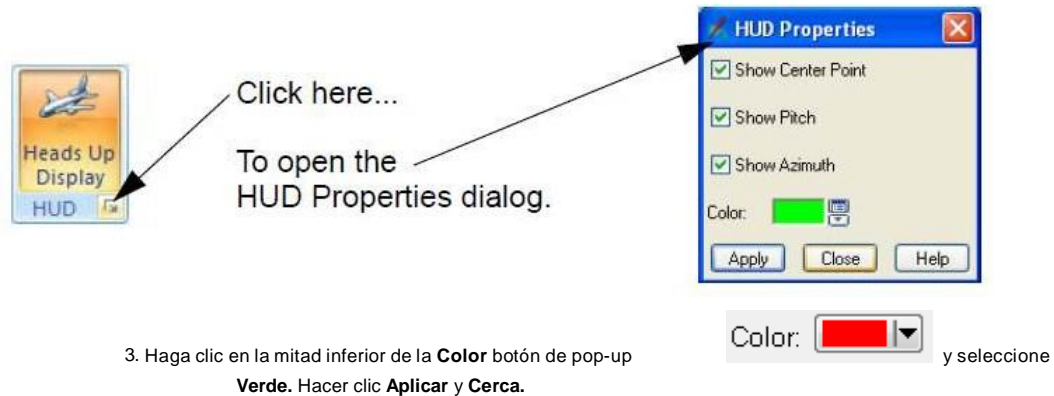 Heads Up
Display
HUD
Click here...
To open the
HUD Properties dialog.
HUD Properties
Show Center Point
Show Pitch
Show Azimuth
Color:
Apply Close Help
Color:
3. Haga clic en la mitad inferior de la Color botón de pop-up y seleccione
Verde. Hacer clic Aplicar y Cerca.